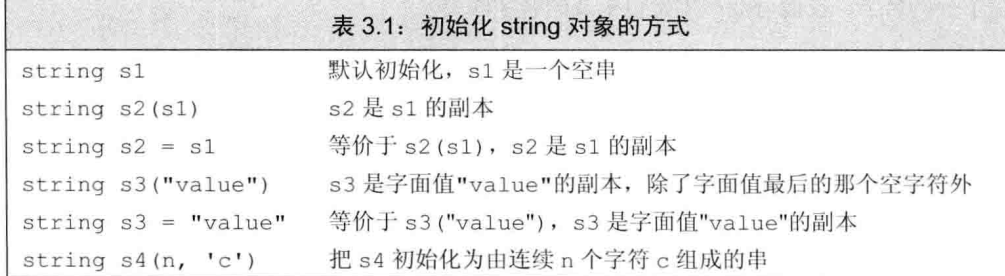 表 3.1：初始化 string 对象的方式
string s1 默认初始化，s1 是一个空串
string s2(s1) s2 是 s1 的副本
string s2 = s1 等价于 s2(s1)，s2 是 s1 的副本
string s3("value") s3 是字面值"value"的副本，除了字面值最后的那个空字符外
string s3 = "value" 等价于 s3("value")，s3 是字面值"value"的副本
string s4(n, 'c') 把 s4 初始化为由连续 n 个字符 c 组成的串